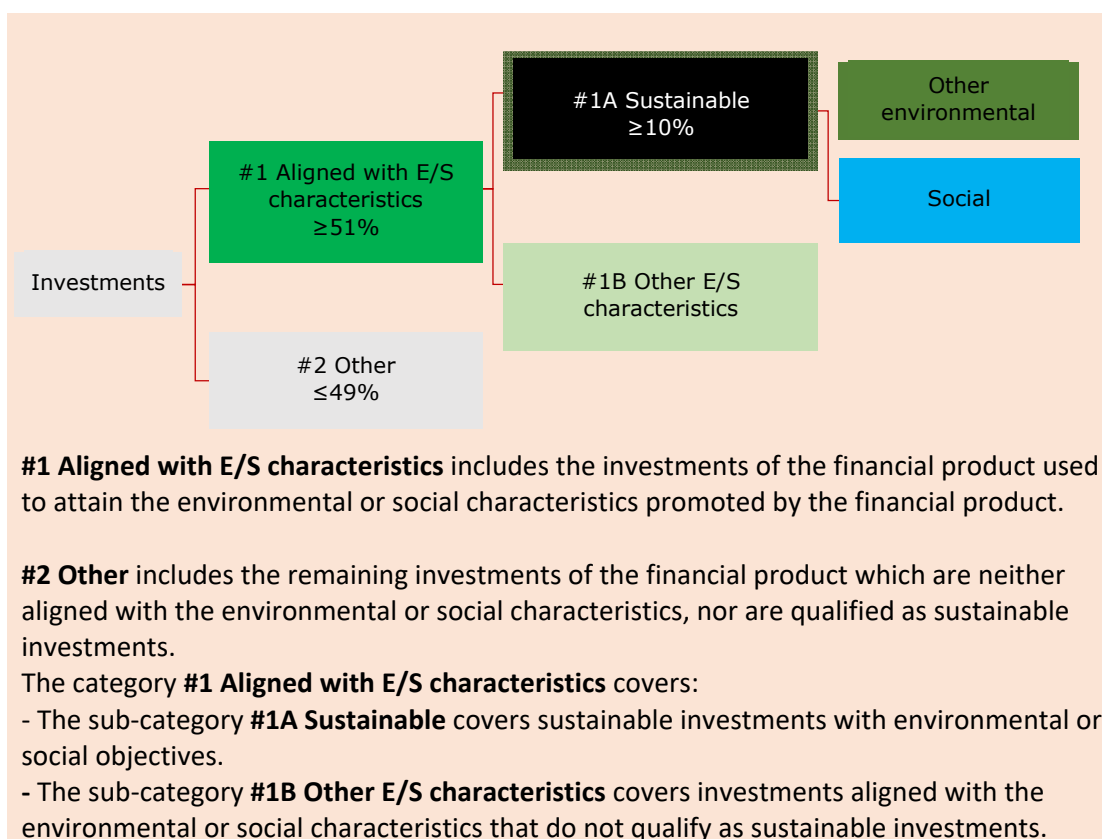 #1A Sustainable
≥10%
Other
environmental
#1 Aligned with E/S
characteristics
≥51%
Social
Investments
#1B Other E/S
characteristics
#2 Other
≤49%
#1 Aligned with E/S characteristics includes the investments of the financial product used
to attain the environmental or social characteristics promoted by the financial product.
#2 Other includes the remaining investments of the financial product which are neither
aligned with the environmental or social characteristics, nor are qualified as sustainable
investments.
The category #1 Aligned with E/S characteristics covers:
- The sub-category #1A Sustainable covers sustainable investments with environmental or
social objectives.
- The sub-category #1B Other E/S characteristics covers investments aligned with the
environmental or social characteristics that do not qualify as sustainable investments.